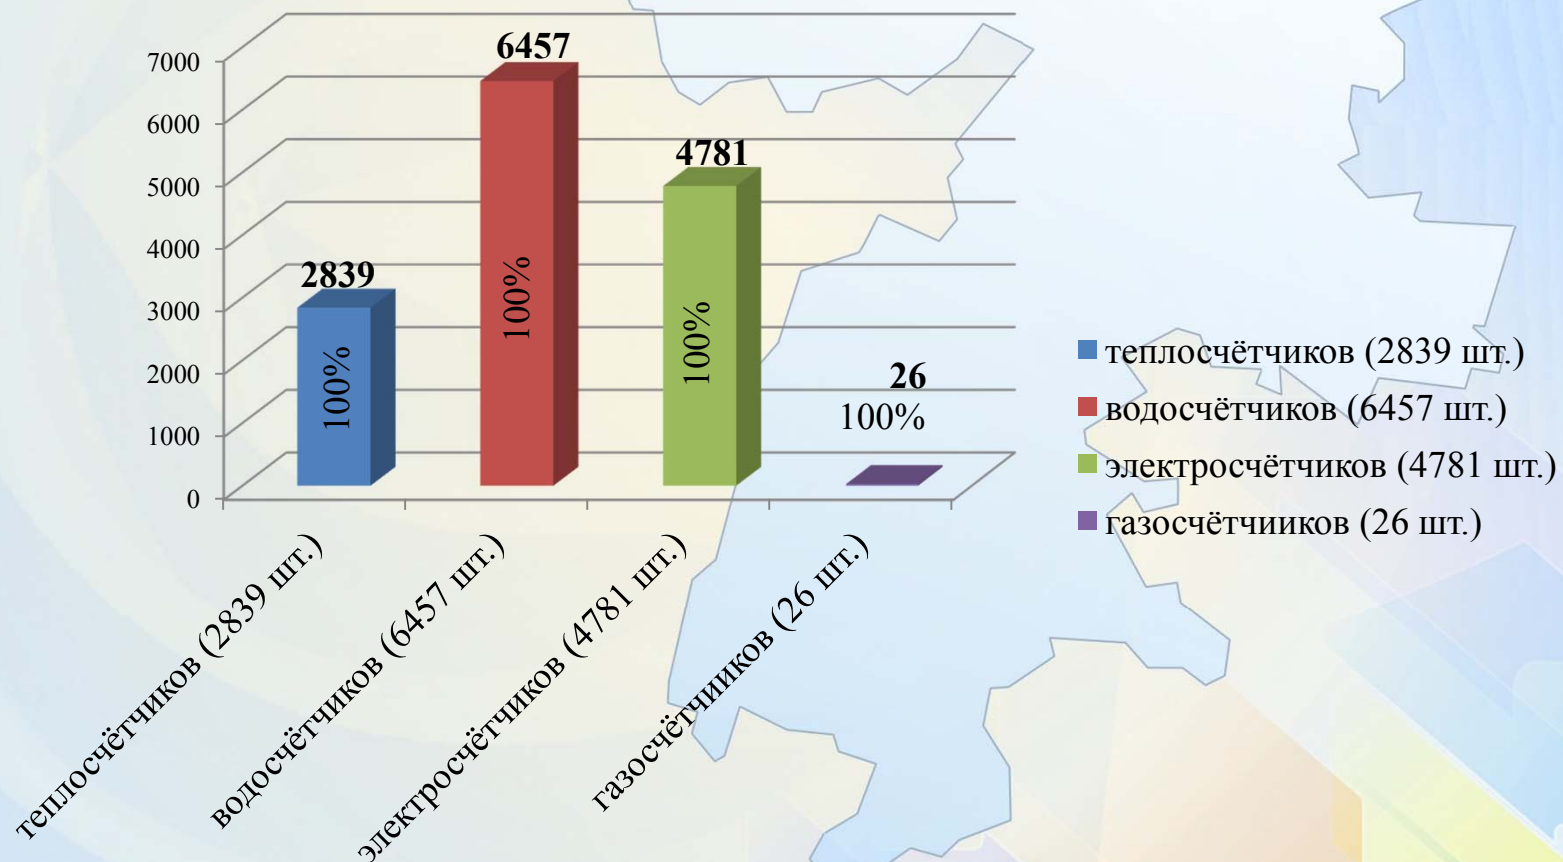 7000
6000
5000
4000
3000
2000
1000
0
2839
6457
4781
26
100%
100%
100%
100%
теплосчётчиков (2839 шт.)
водосчётчиков (6457 шт.)
электросчётчиков (4781 шт.)
газосчётчииков (26 шт.)
теплосчётчиков (2839 шт.)
водосчётчиков (6457 шт.)
электросчётчиков (4781 шт.)
газосчётчииков (26 шт.)